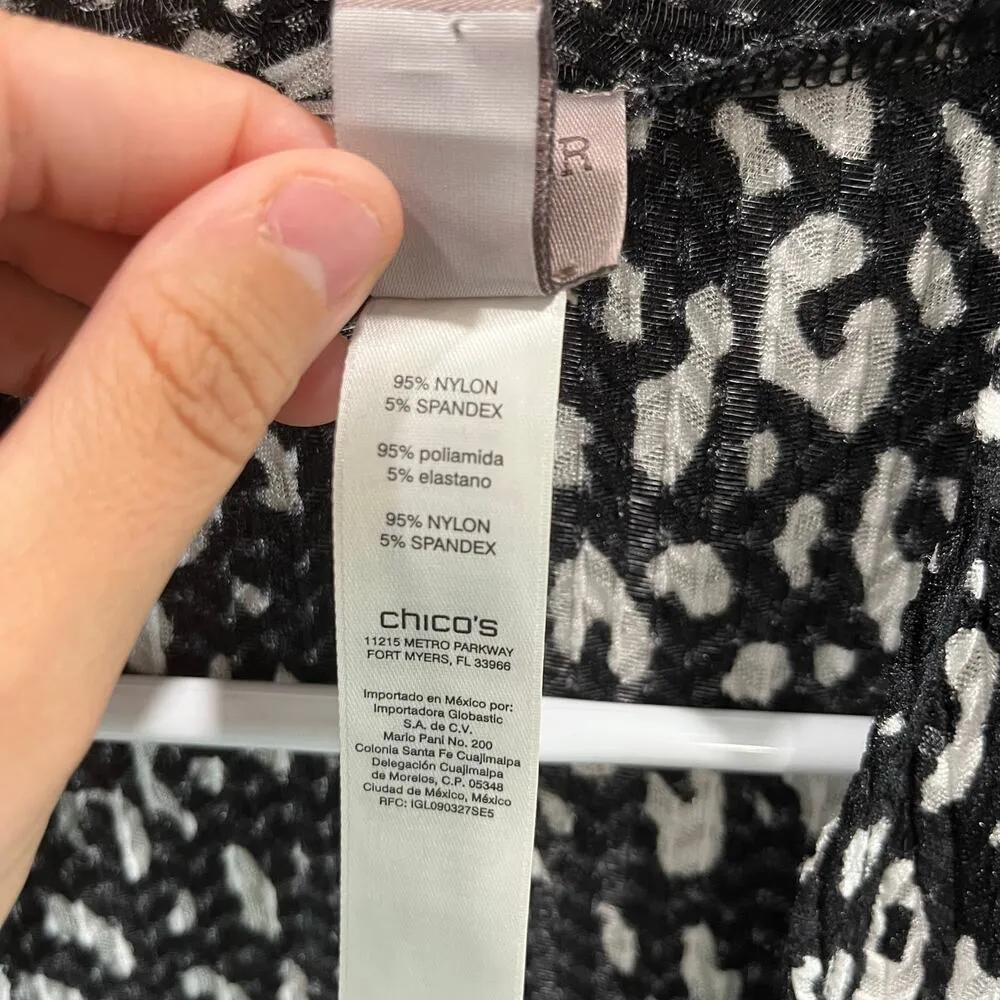 R
95% NYLON
5% SPANDEX
95% poliamida
5% elastano
95% NYLON
5% SPANDEX
chico's
11215 METRO PARKWAY
FORT MYERS, FL 33966
Importado en México por:
Importadora Globastic
S.A. de C.V.
Mario Pani No. 200
Colonia Santa Fe Cuajimalpa
Delegación Cuajimalpa
de Morelos, C.P. 05348
Ciudad de México, México
RFC: IGL090327SE5